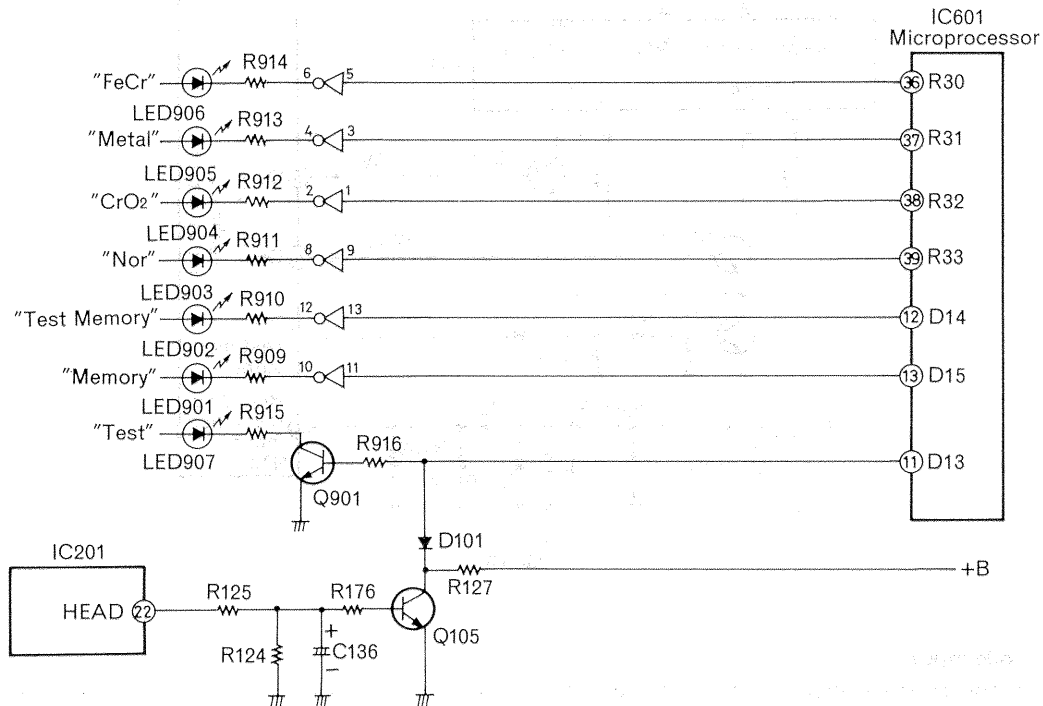 IC601
Microprocessor
"FeCr" R914 6 5 36 R30
LED906
"Metal" R913 4 3 37 R31
LED905
"CrO2" R912 2 1 38 R32
LED904
"Nor" R911 8 9 39 R33
LED903
"Test Memory" R910 12 13 12 D14
LED902
"Memory" R909 10 11 13 D15
LED901
"Test" R915
LED907
R916 11 D13
Q901
D101
R127 +B
IC201
HEAD 22 R125 R176
Q105
R124 + C136 −